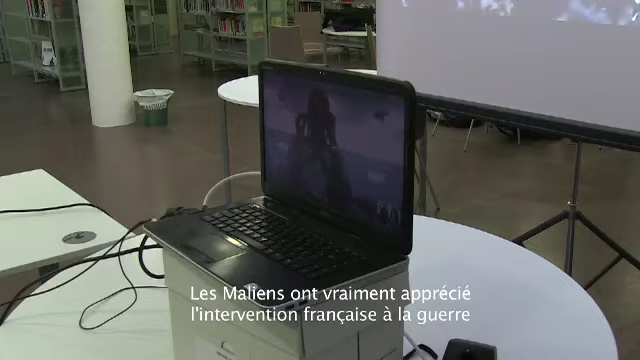 Les Maliens ont vraiment apprécié
l'intervention française à la guerre